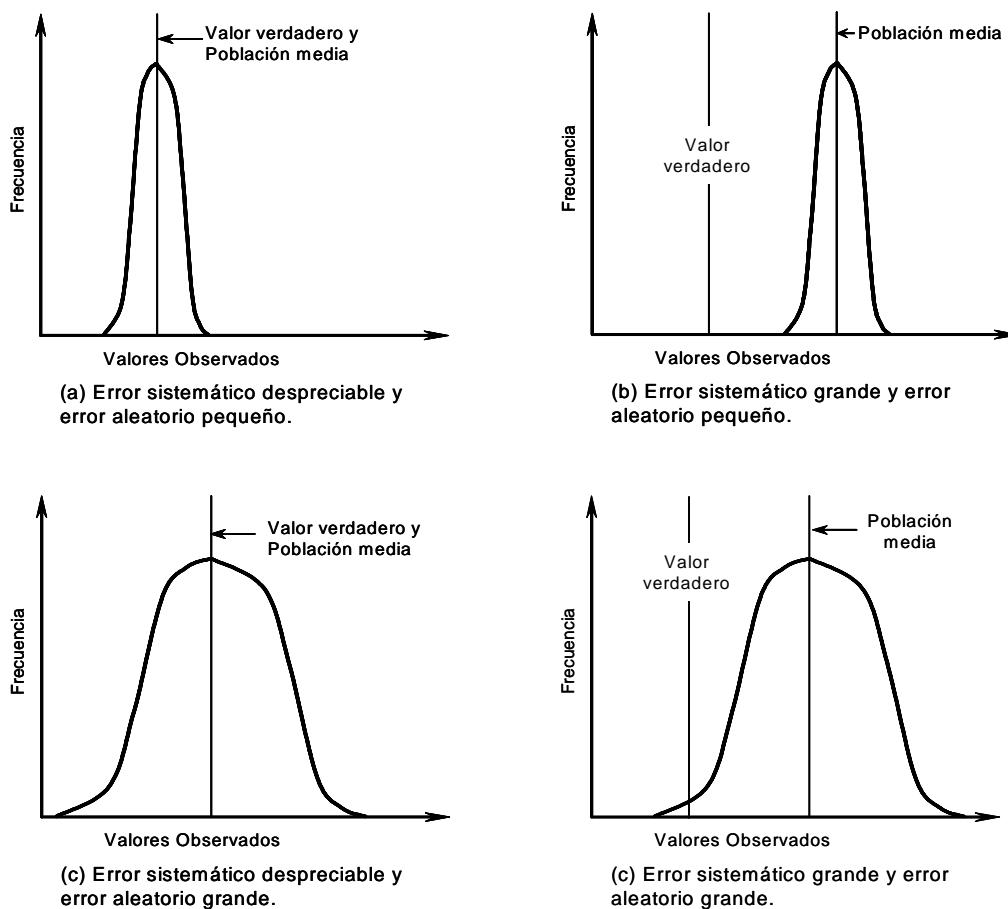 Valor verdadero y
Población media
Frecuencia
Valores Observados
(a) Error sistemático despreciable y
error aleatorio pequeño.
Población media
Valor
verdadero
Frecuencia
Valores Observados
(b) Error sistemático grande y error
aleatorio pequeño.
Valor verdadero y
Población media
Frecuencia
Valores Observados
(c) Error sistemático despreciable y
error aleatorio grande.
Población
media
Valor
verdadero
Frecuencia
Valores Observados
(c) Error sistemático grande y error
aleatorio grande.